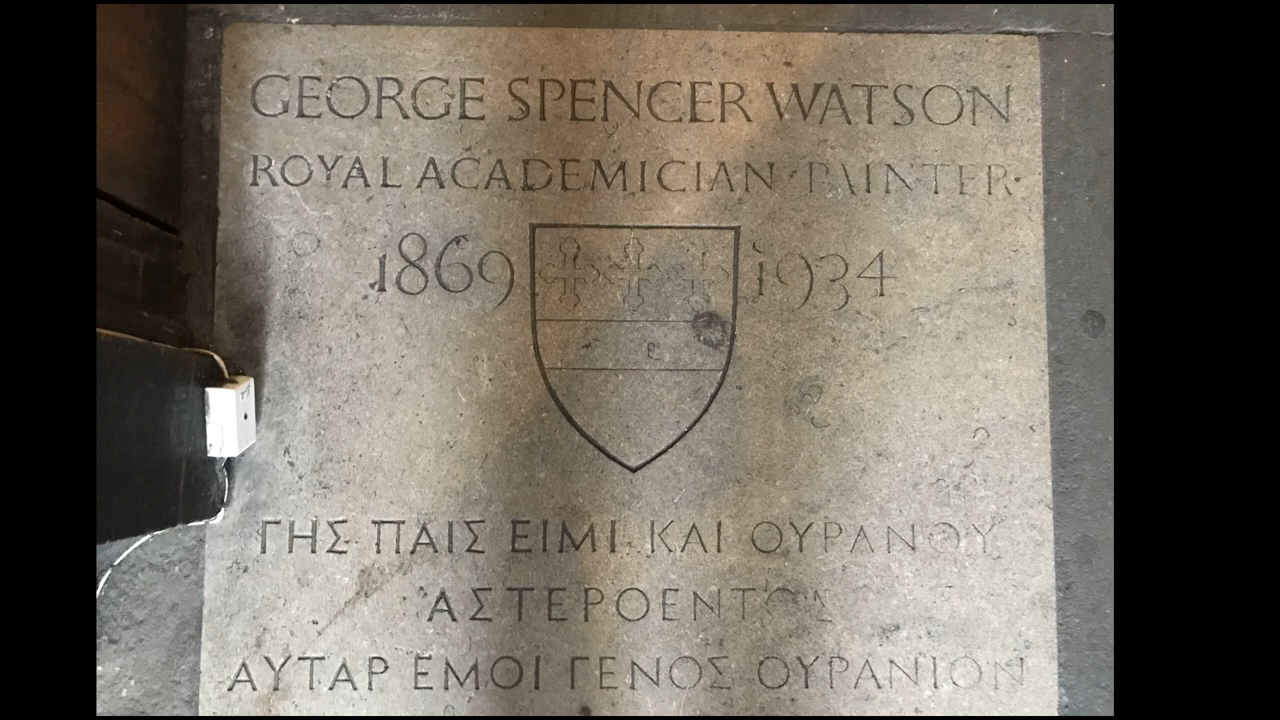 GEORGE SPENCER WATSON
ROYAL ACADEMICIAN · PAINTER·
1869 1934
ΓΗΣ ΠΑΙΣ ΕΙΜΙ ΚΑΙ ΟΥΡΑΝΟΥ
ΑΣΤΕΡΟΕΝΤΟΣ
ΑΥΤΑΡ ΕΜΟΙ ΓΕΝΟΣ ΟΥΡΑΝΙΟΝ